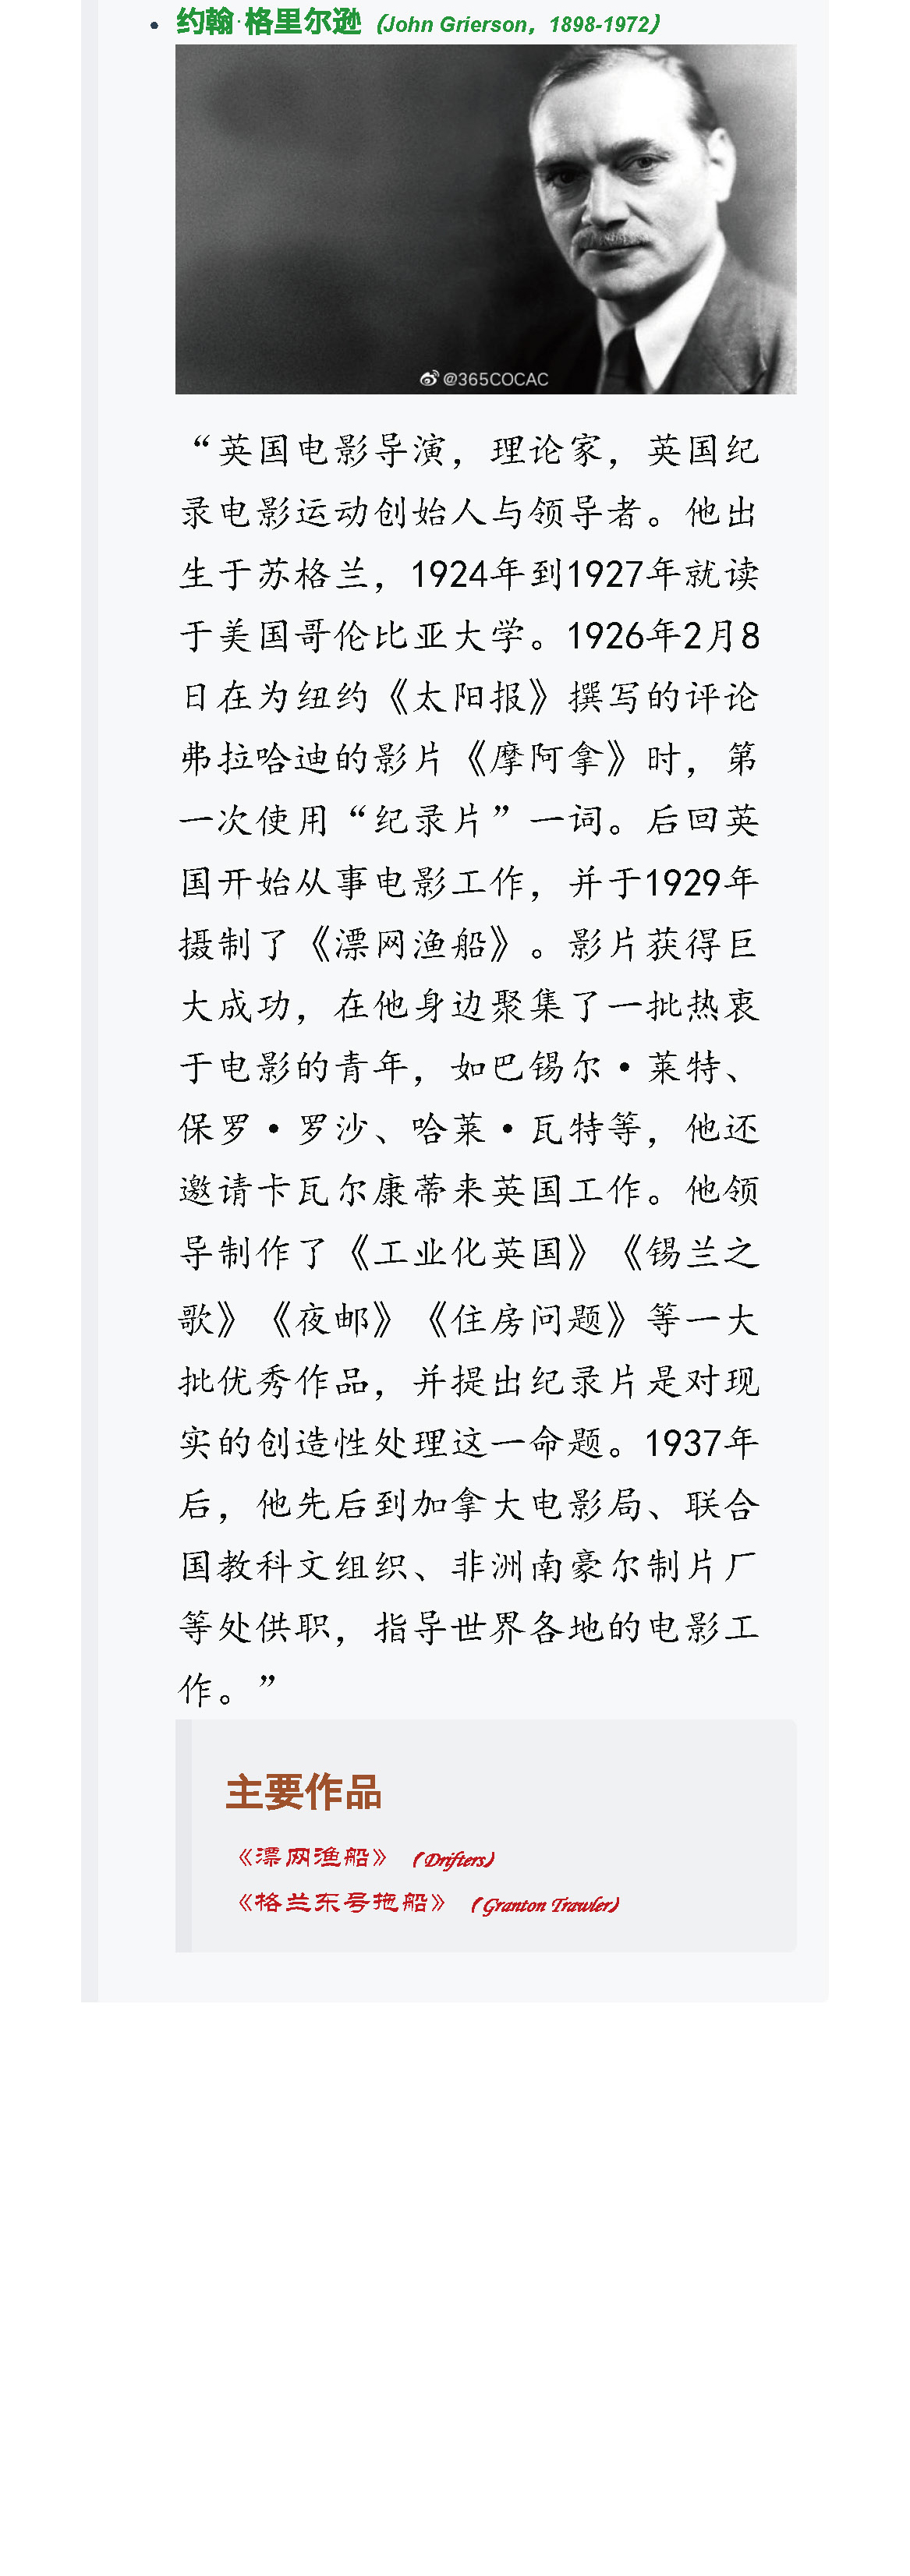 约翰·格里尔逊（John Grierson，1898-1972）
@365COCAC
“英国电影导演，理论家，英国纪
录电影运动创始人与领导者。他出
生于苏格兰，1924年到1927年就读
于美国哥伦比亚大学。1926年2月8
日在为纽约《太阳报》撰写的评论
弗拉哈迪的影片《摩阿拿》时，第
一次使用“纪录片”一词。后回英
国开始从事电影工作，并于1929年
摄制了《漂网渔船》。影片获得巨
大成功，在他身边聚集了一批热衷
于电影的青年，如巴锡尔·莱特、
保罗·罗沙、哈莱·瓦特等，他还
邀请卡瓦尔康蒂来英国工作。他领
导制作了《工业化英国》《锡兰之
歌》《夜邮》《住房问题》等一大
批优秀作品，并提出纪录片是对现
实的创造性处理这一命题。1937年
后，他先后到加拿大电影局、联合
国教科文组织、非洲南豪尔制片厂
等处供职，指导世界各地的电影工
作。”
主要作品
《漂网渔船》（Drifters）
《格兰东号拖船》（Granton Trawler）